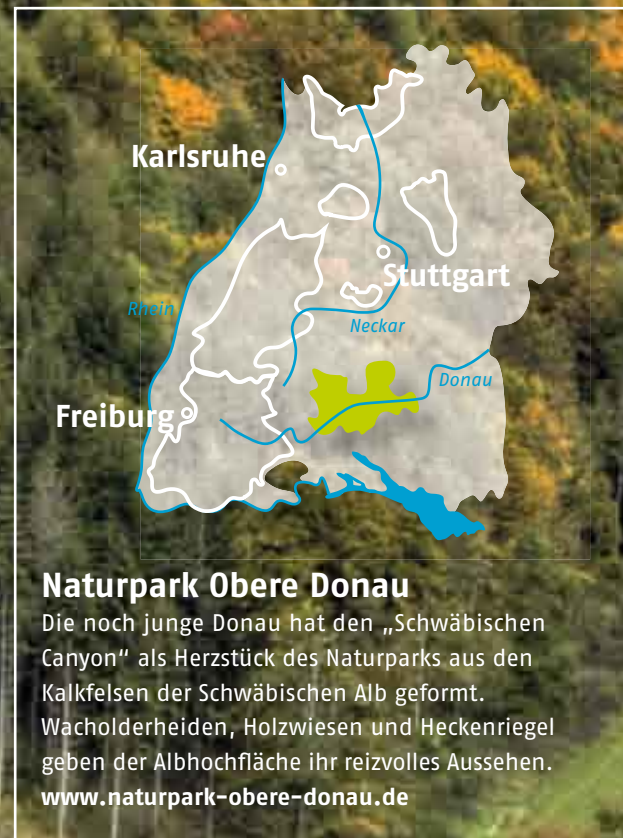 Karlsruhe
Stuttgart
Rhein
Neckar
Donau
Freiburg
Naturpark Obere Donau
Die noch junge Donau hat den „Schwäbischen
Canyon“ als Herzstück des Naturparks aus den
Kalkfelsen der Schwäbischen Alb geformt.
Wacholderheiden, Holzwiesen und Heckenriegel
geben der Albhochfläche ihr reizvolles Aussehen.
www.naturpark-obere-donau.de